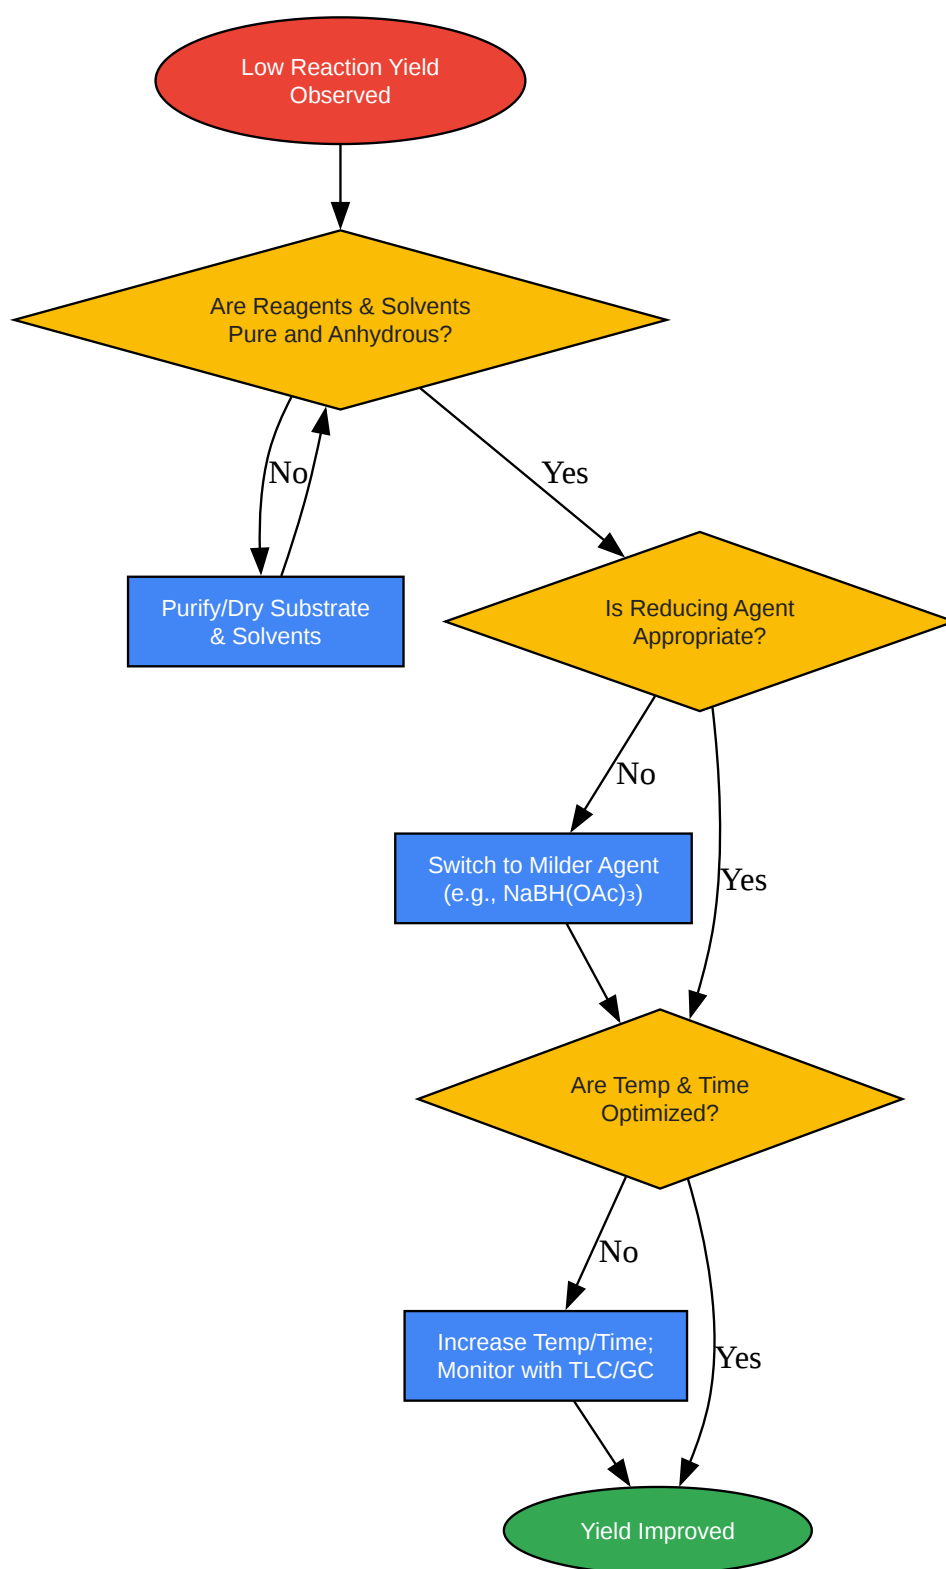 Low Reaction Yield
Observed
Are Reagents & Solvents
Pure and Anhydrous?
No
Yes
Purify/Dry Substrate
& Solvents
Is Reducing Agent
Appropriate?
No
Switch to Milder Agent
(e.g., NaBH(OAc)₃)
Yes
Are Temp & Time
Optimized?
No
Increase Temp/Time;
Monitor with TLC/GC
Yes
Yield Improved